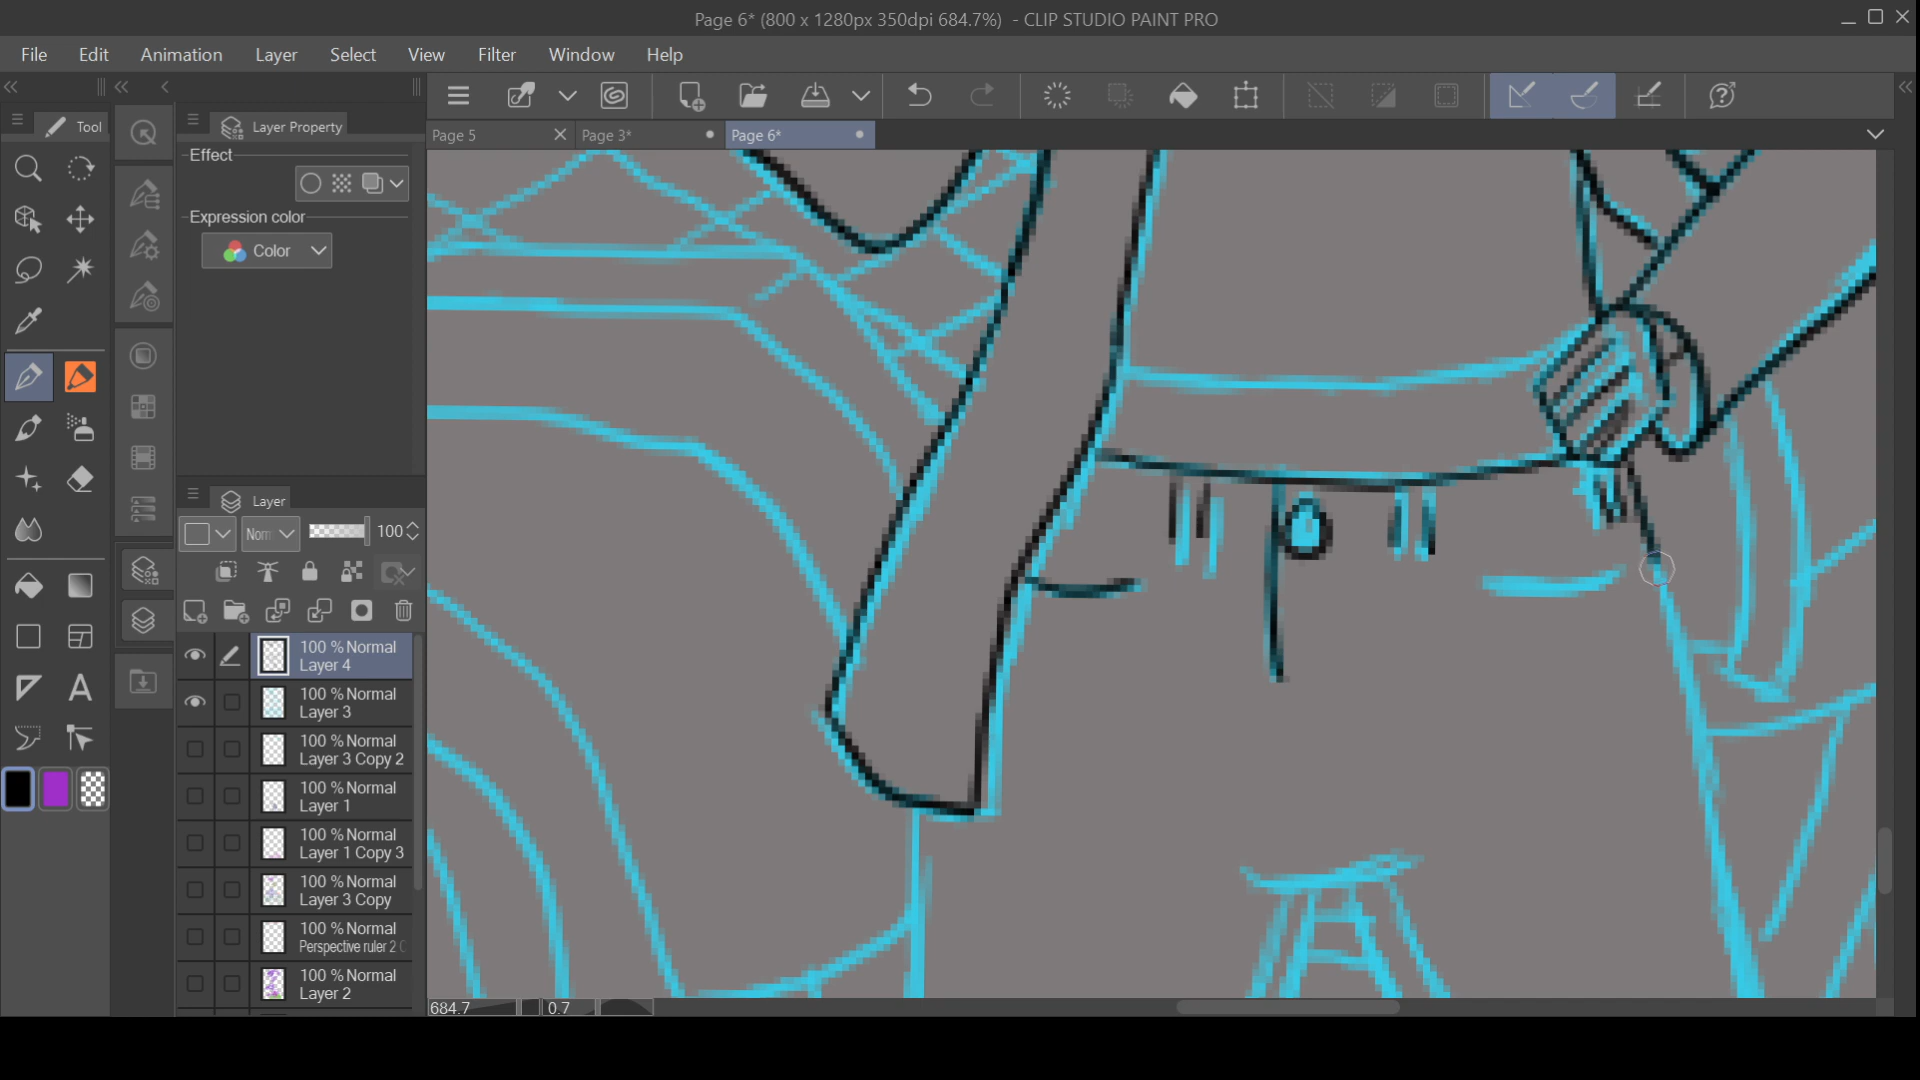 Page 6* (800 x 1280px 350dpi 684.7%) - CLIP STUDIO PAINT PRO
File Edit Animation Layer Select View Filter Window Help
Tool
Layer Property
Page 5
Page 3*
Page 6*
Effect
Expression color
Color
Layer
Norm
100
100 % Normal
Layer 4
100 % Normal
Layer 3
100 % Normal
Layer 3 Copy 2
100 % Normal
Layer 1
100 % Normal
Layer 1 Copy 3
100 % Normal
Layer 3 Copy
100 % Normal
Perspective ruler 2 C
100 % Normal
Layer 2
684.7
0.7